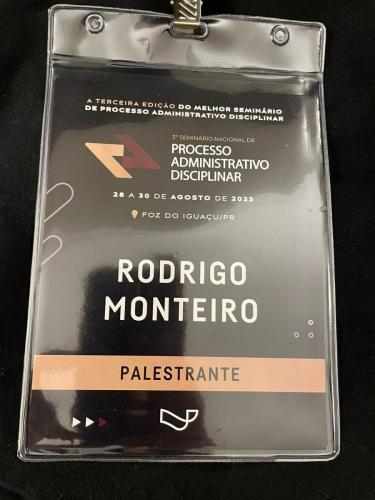 A TERCEIRA EDIÇÃO DO MELHOR SEMINÁRIO
DE PROCESSO ADMINISTRATIVO DISCIPLINAR
3º SEMINÁRIO NACIONAL DE
PROCESSO
ADMINISTRATIVO
DISCIPLINAR
28 A 30 DE AGOSTO DE 2023
FOZ DO IGUAÇU/PR
RODRIGO
MONTEIRO
PALESTRANTE